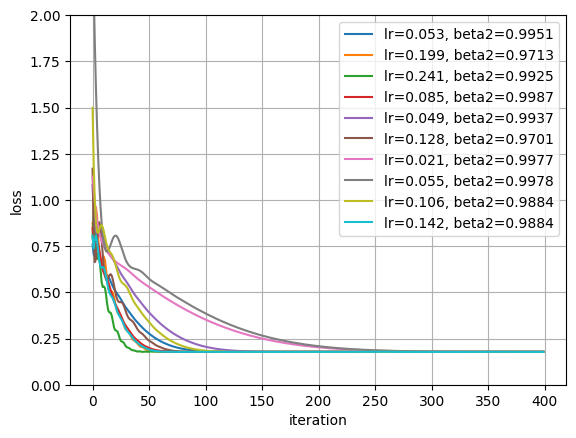 2.00
1.75
1.50
1.25
1.00
0.75
0.50
0.25
0.00
loss
lr=0.053, beta2=0.9951
lr=0.199, beta2=0.9713
lr=0.241, beta2=0.9925
lr=0.085, beta2=0.9987
lr=0.049, beta2=0.9937
lr=0.128, beta2=0.9701
lr=0.021, beta2=0.9977
lr=0.055, beta2=0.9978
lr=0.106, beta2=0.9884
lr=0.142, beta2=0.9884
0 50 100 150 200 250 300 350 400
iteration